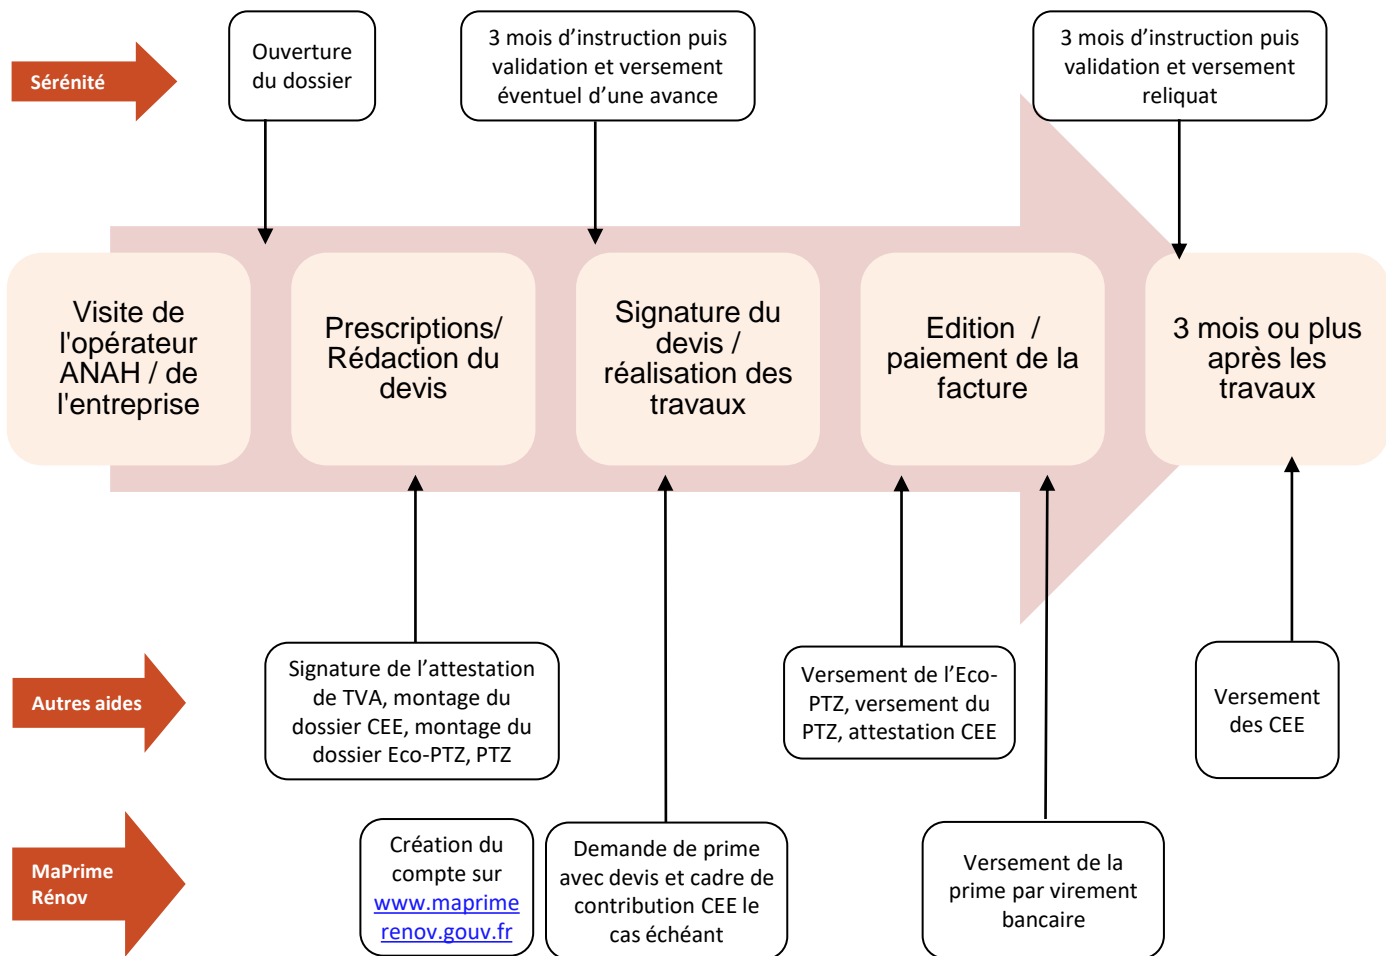 Sérénité
Ouverture
du dossier
3 mois d’instruction puis
validation et versement
éventuel d’une avance
3 mois d’instruction puis
validation et versement
reliquat
Visite de
l'opérateur
ANAH / de
l'entreprise
Prescriptions/
Rédaction du
devis
Signature du
devis /
réalisation des
travaux
Edition /
paiement de la
facture
3 mois ou plus
après les
travaux
Autres aides
Signature de l’attestation
de TVA, montage du
dossier CEE, montage du
dossier Eco-PTZ, PTZ
Versement de l’Eco-
PTZ, versement du
PTZ, attestation CEE
Versement
des CEE
MaPrime
Rénov
Création du
compte sur
www.maprime
renov.gouv.fr
Demande de prime
avec devis et cadre de
contribution CEE le
cas échéant
Versement de la
prime par virement
bancaire